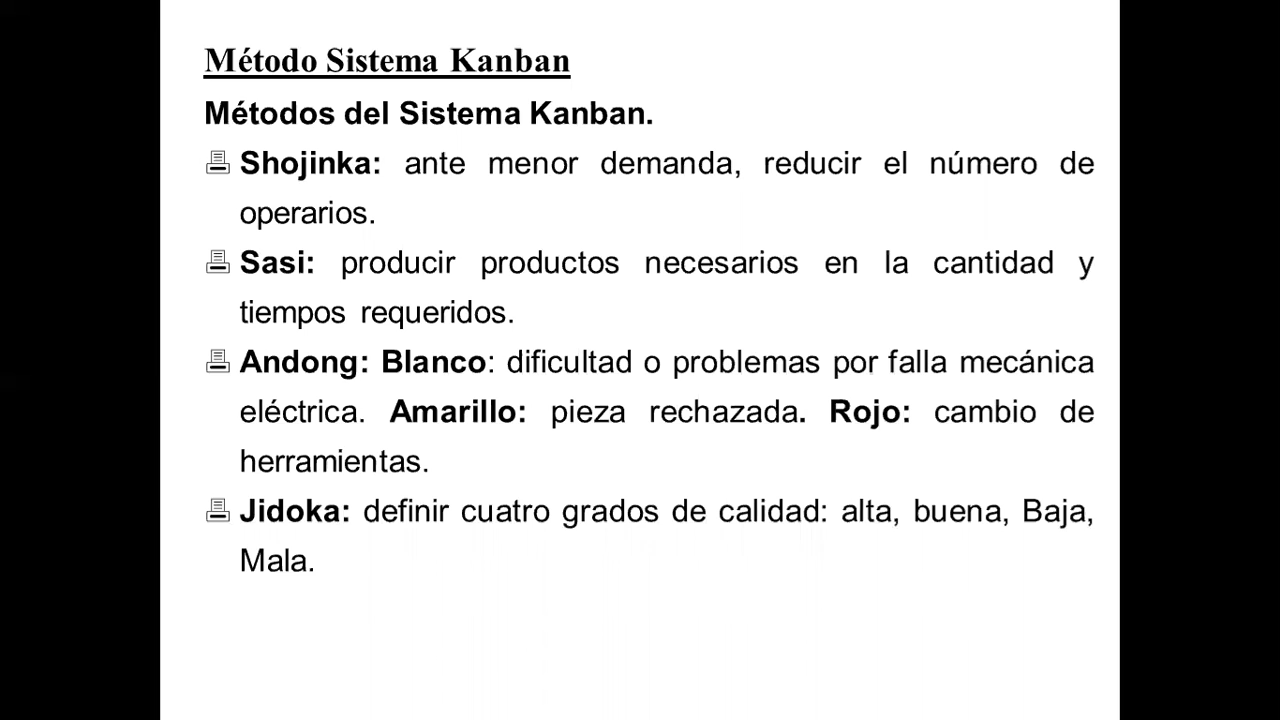 Método Sistema Kanban
Métodos del Sistema Kanban.
Shojinka: ante menor demanda, reducir el número de
operarios.
Sasi: producir productos necesarios en la cantidad y
tiempos requeridos.
Andong: Blanco: dificultad o problemas por falla mecánica
eléctrica. Amarillo: pieza rechazada. Rojo: cambio de
herramientas.
Jidoka: definir cuatro grados de calidad: alta, buena, Baja,
Mala.